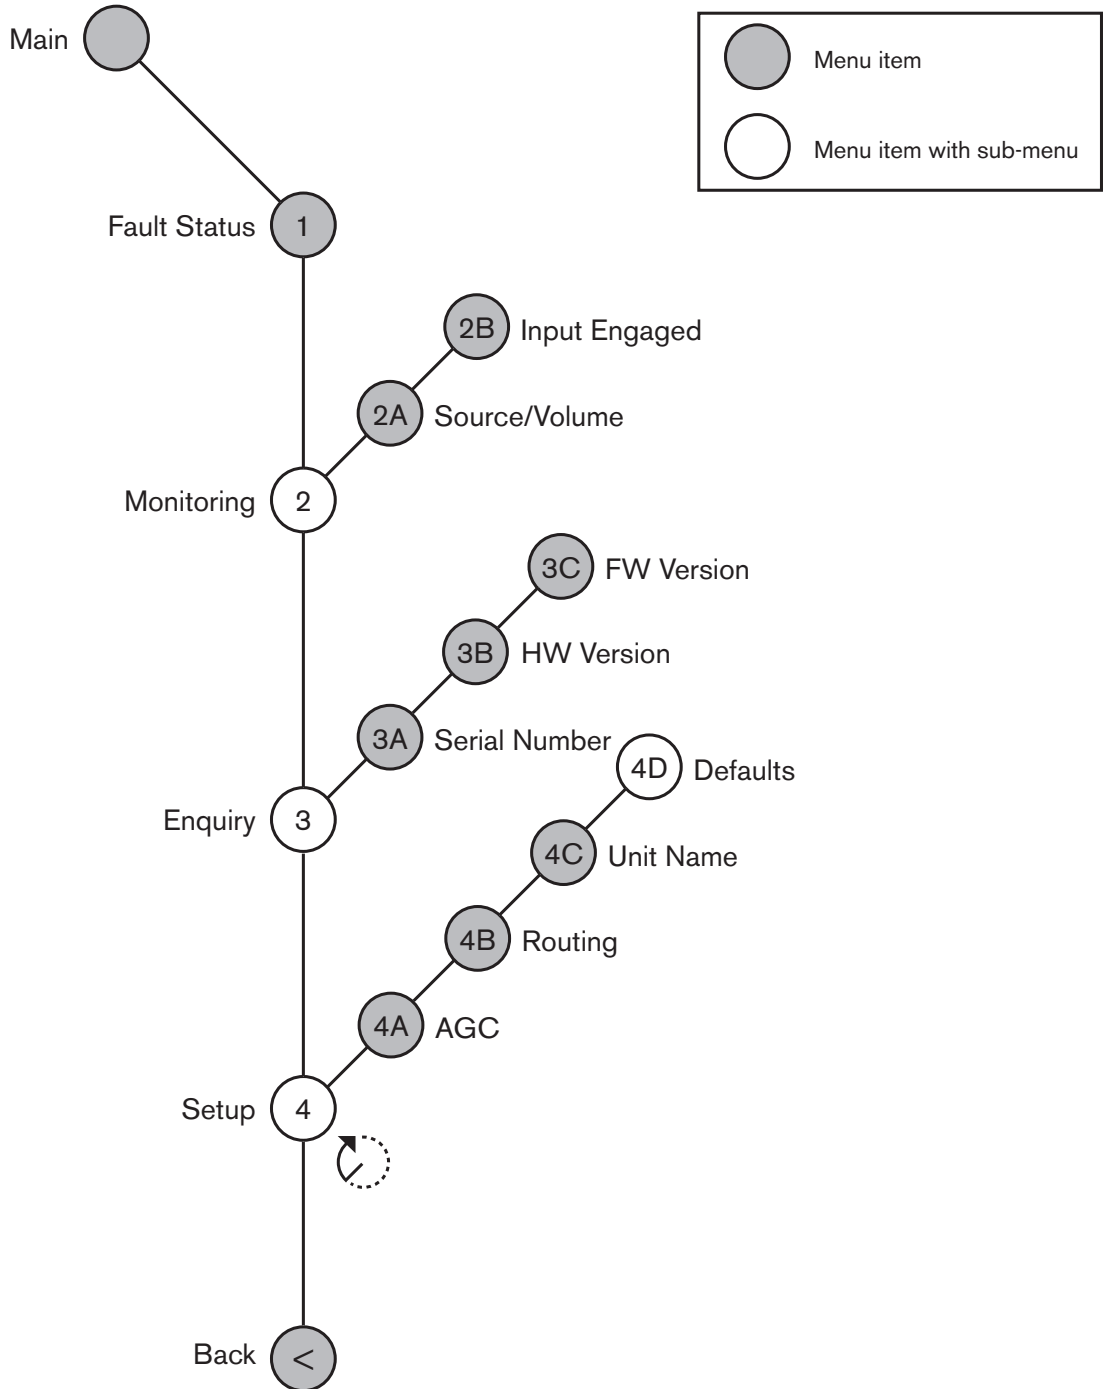 Main
Menu item
Menu item with sub-menu
Fault Status 1
2B Input Engaged
2A Source/Volume
Monitoring 2
3C FW Version
3B HW Version
3A Serial Number
4D Defaults
Enquiry 3
4C Unit Name
4B Routing
4A AGC
Setup 4
Back <